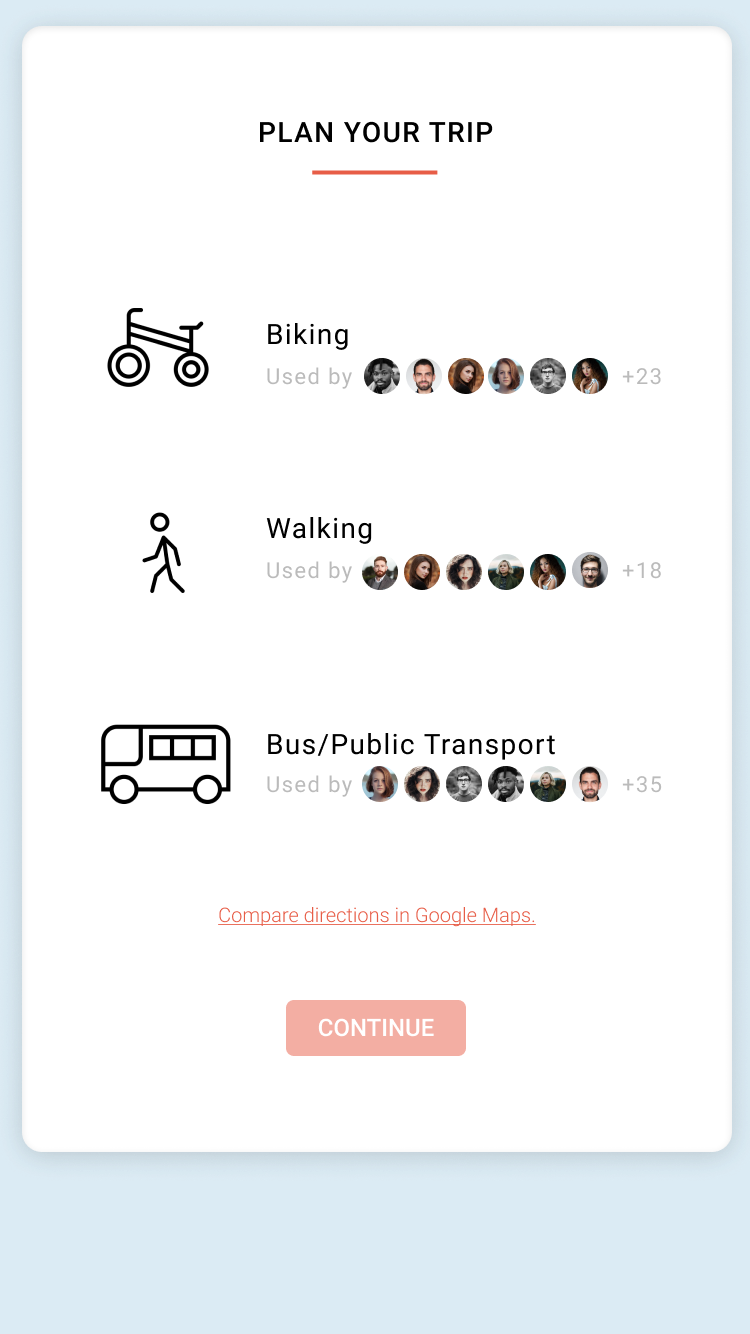 PLAN YOUR TRIP
Biking
Used by +23
Walking
Used by +18
Bus/Public Transport
Used by +35
Compare directions in Google Maps.
CONTINUE